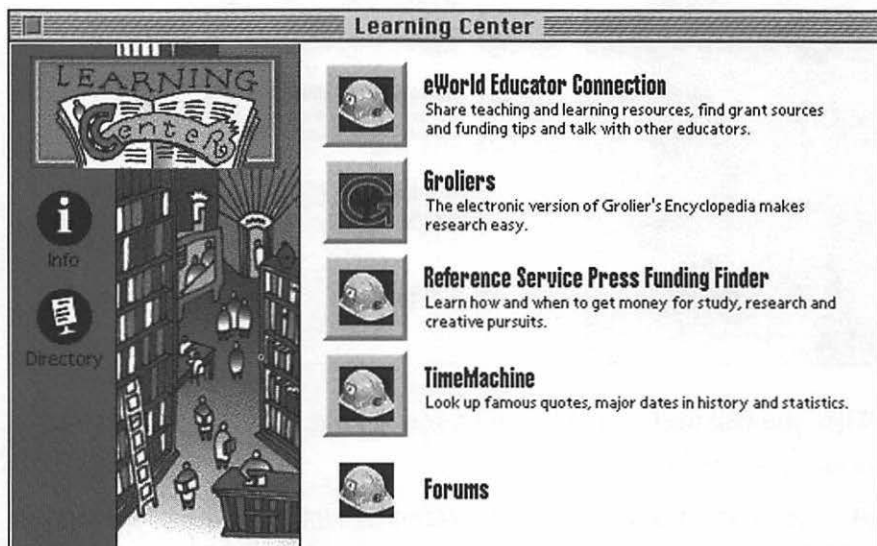 Learning Center
LEARNING
Center
Info
Directory
eWorld Educator Connection
Share teaching and learning resources, find grant sources
and funding tips and talk with other educators.
Groliers
The electronic version of Grolier's Encyclopedia makes
research easy.
Reference Service Press Funding Finder
Learn how and when to get money for study, research and
creative pursuits.
TimeMachine
Look up famous quotes, major dates in history and statistics.
Forums